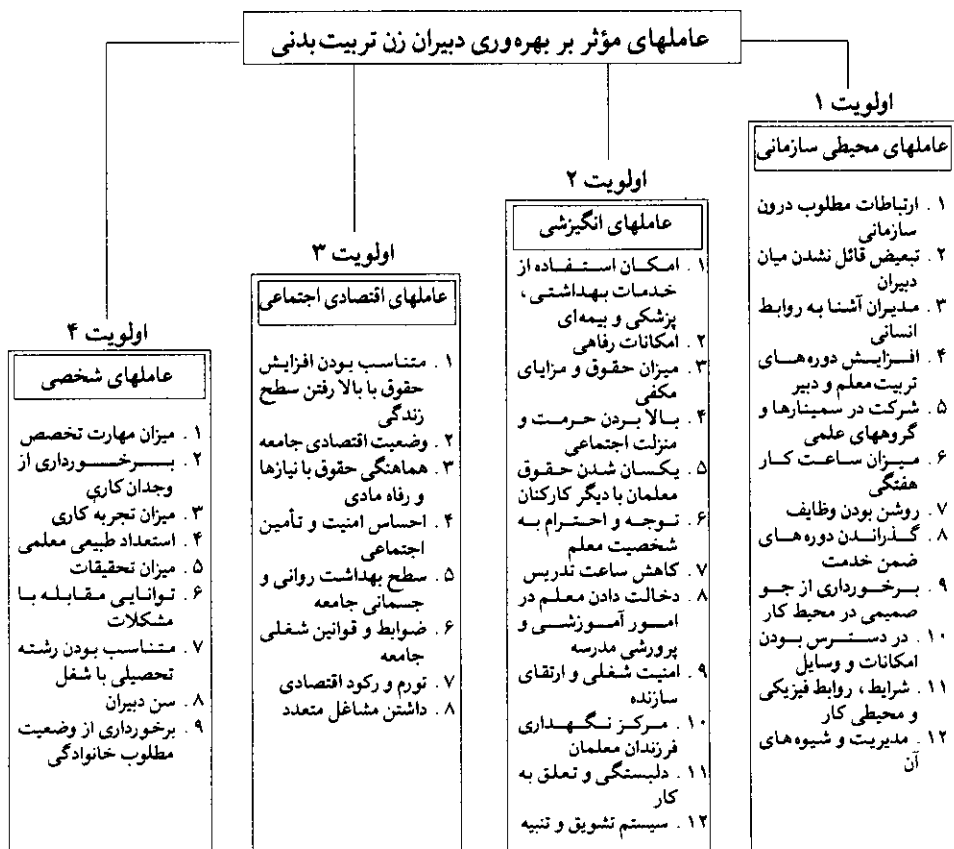 عاملهای مؤثر بر بهره‌وری دبیران زن تربیت بدنی
اولویت ۱
عاملهای محیطی سازمانی
۱ . ارتباطات مطلوب درون
سازمانی
۲ . تبعیض قائل نشدن میان
دبیران
۳ . مدیران آشنا به روابط
انسانی
۴ . افزایش دوره‌های
تربیت معلم و دبیر
۵ . شرکت در سمینارها و
گروههای علمی
۶ . میزان ساعت کار
هفتگی
۷ . روشن بودن وظایف
۸ . گذراندن دوره‌های
ضمن خدمت
۹ . برخورداری از جو
صمیمی در محیط کار
۱۰ . در دسترس بودن
امکانات و وسایل
۱۱ . شرایط، روابط فیزیکی
و محیطی کار
۱۲ . مدیریت و شیوه‌های
آن
اولویت ۲
عاملهای انگیزشی
۱ . امکان استفاده از
خدمات بهداشتی،
پزشکی و بیمه‌ای
۲ . امکانات رفاهی
۳ . میزان حقوق و مزایای
مکفی
۴ . بالا بردن حرمت و
منزلت اجتماعی
۵ . یکسان شدن حقوق
معلمان با دیگر کارکنان
۶ . توجه و احترام به
شخصیت معلم
۷ . کاهش ساعت تدریس
۸ . دخالت دادن معلم در
امور آموزشی و
پرورشی مدرسه
۹ . امنیت شغلی و ارتقای
سازنده
۱۰ . مرکز نگهداری
فرزندان معلمان
۱۱ . دلبستگی و تعلق به
کار
۱۲ . سیستم تشویق و تنبیه
اولویت ۳
عاملهای اقتصادی اجتماعی
۱ . متناسب بودن افزایش
حقوق با بالا رفتن سطح
زندگی
۲ . وضعیت اقتصادی جامعه
۳ . هماهنگی حقوق با نیازها
و رفاه مادی
۴ . احساس امنیت و تأمین
اجتماعی
۵ . سطح بهداشت روانی و
جسمانی جامعه
۶ . ضوابط و قوانین شغلی
جامعه
۷ . تورم و رکود اقتصادی
۸ . داشتن مشاغل متعدد
اولویت ۴
عاملهای شخصی
۱ . میزان مهارت تخصص
۲ . برخورداری از
وجدان کاری
۳ . میزان تجربه کاری
۴ . استعداد طبیعی معلمی
۵ . میزان تحقیقات
۶ . توانایی مقابله با
مشکلات
۷ . متناسب بودن رشته
تحصیلی با شغل
۸ . سن دبیران
۹ . برخورداری از وضعیت
مطلوب خانوادگی